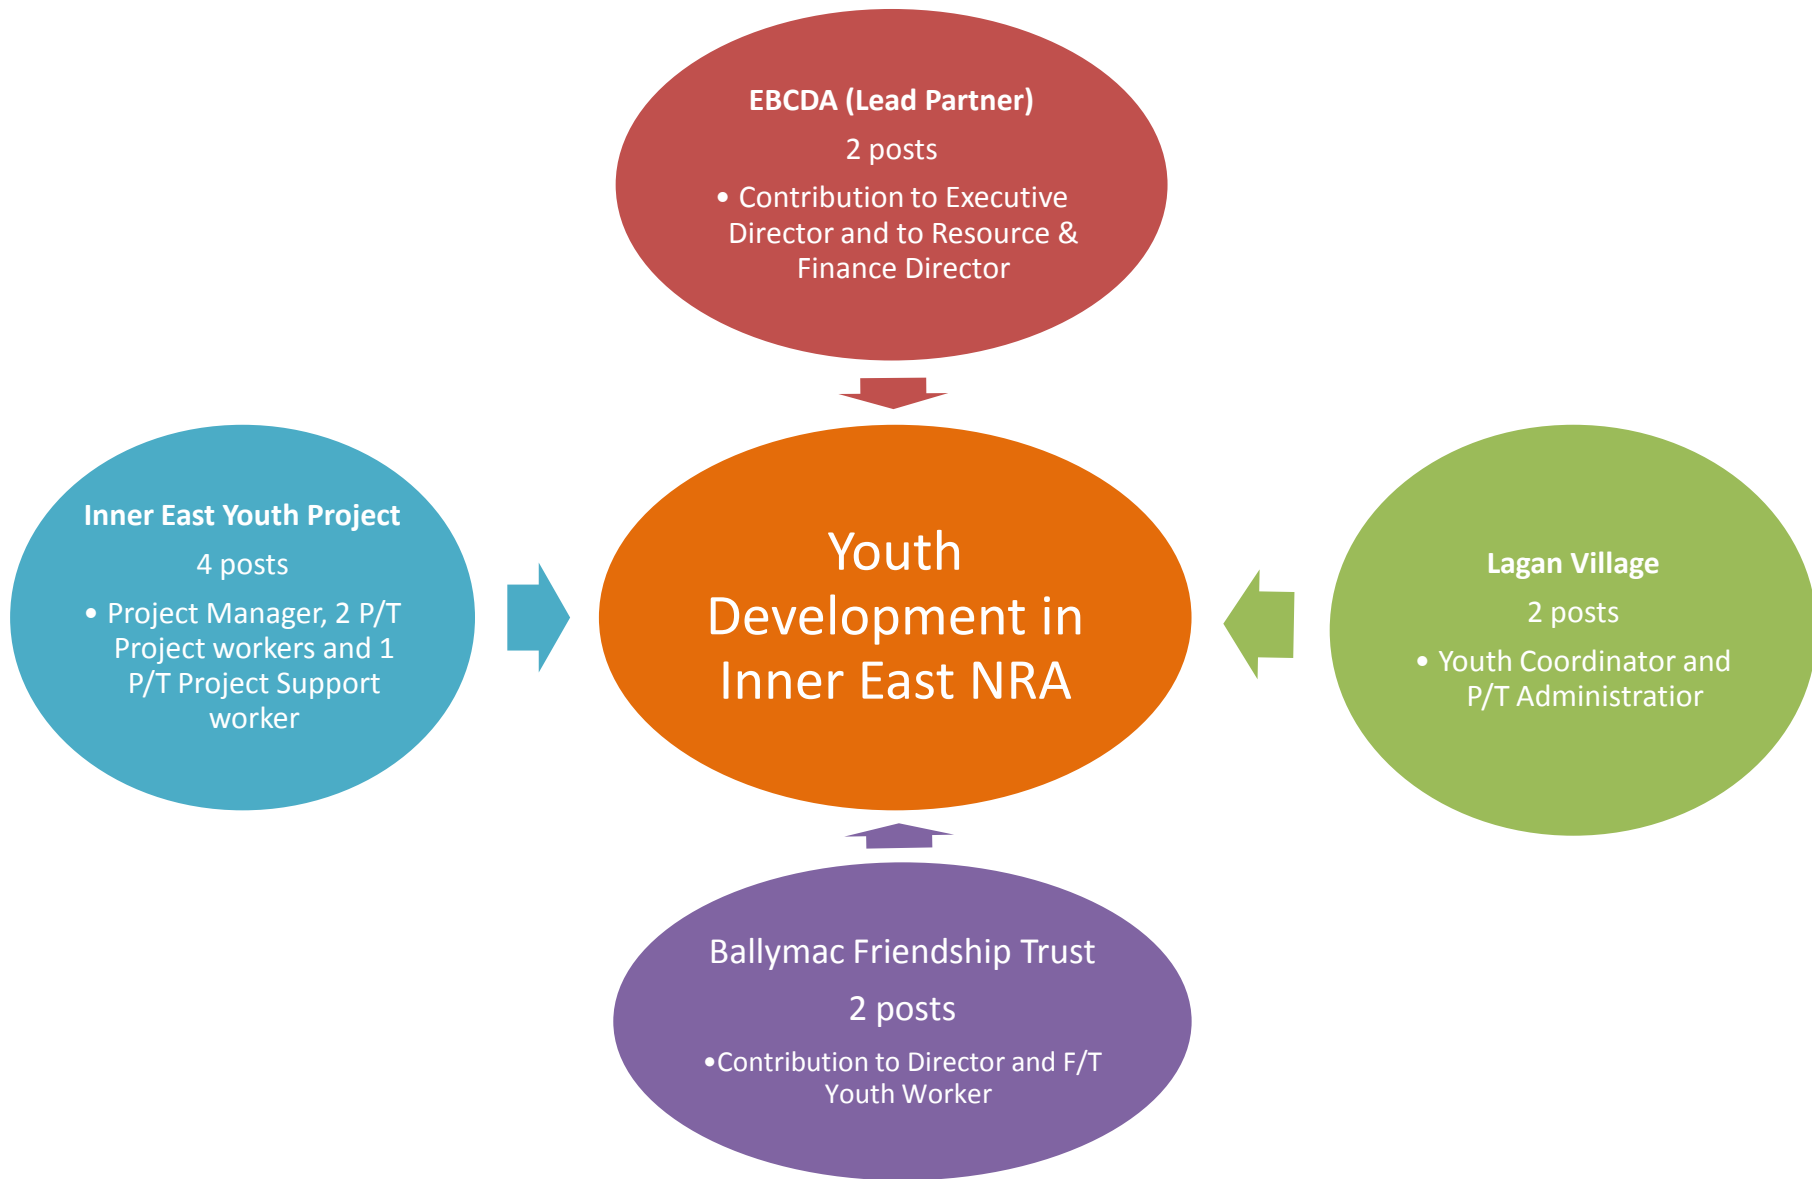 EBCDA (Lead Partner)
2 posts
• Contribution to Executive
Director and to Resource &
Finance Director
Inner East Youth Project
4 posts
• Project Manager, 2 P/T
Project workers and 1
P/T Project Support
worker
Youth
Development in
Inner East NRA
Lagan Village
2 posts
• Youth Coordinator and
P/T Administratior
Ballymac Friendship Trust
2 posts
•Contribution to Director and F/T
Youth Worker